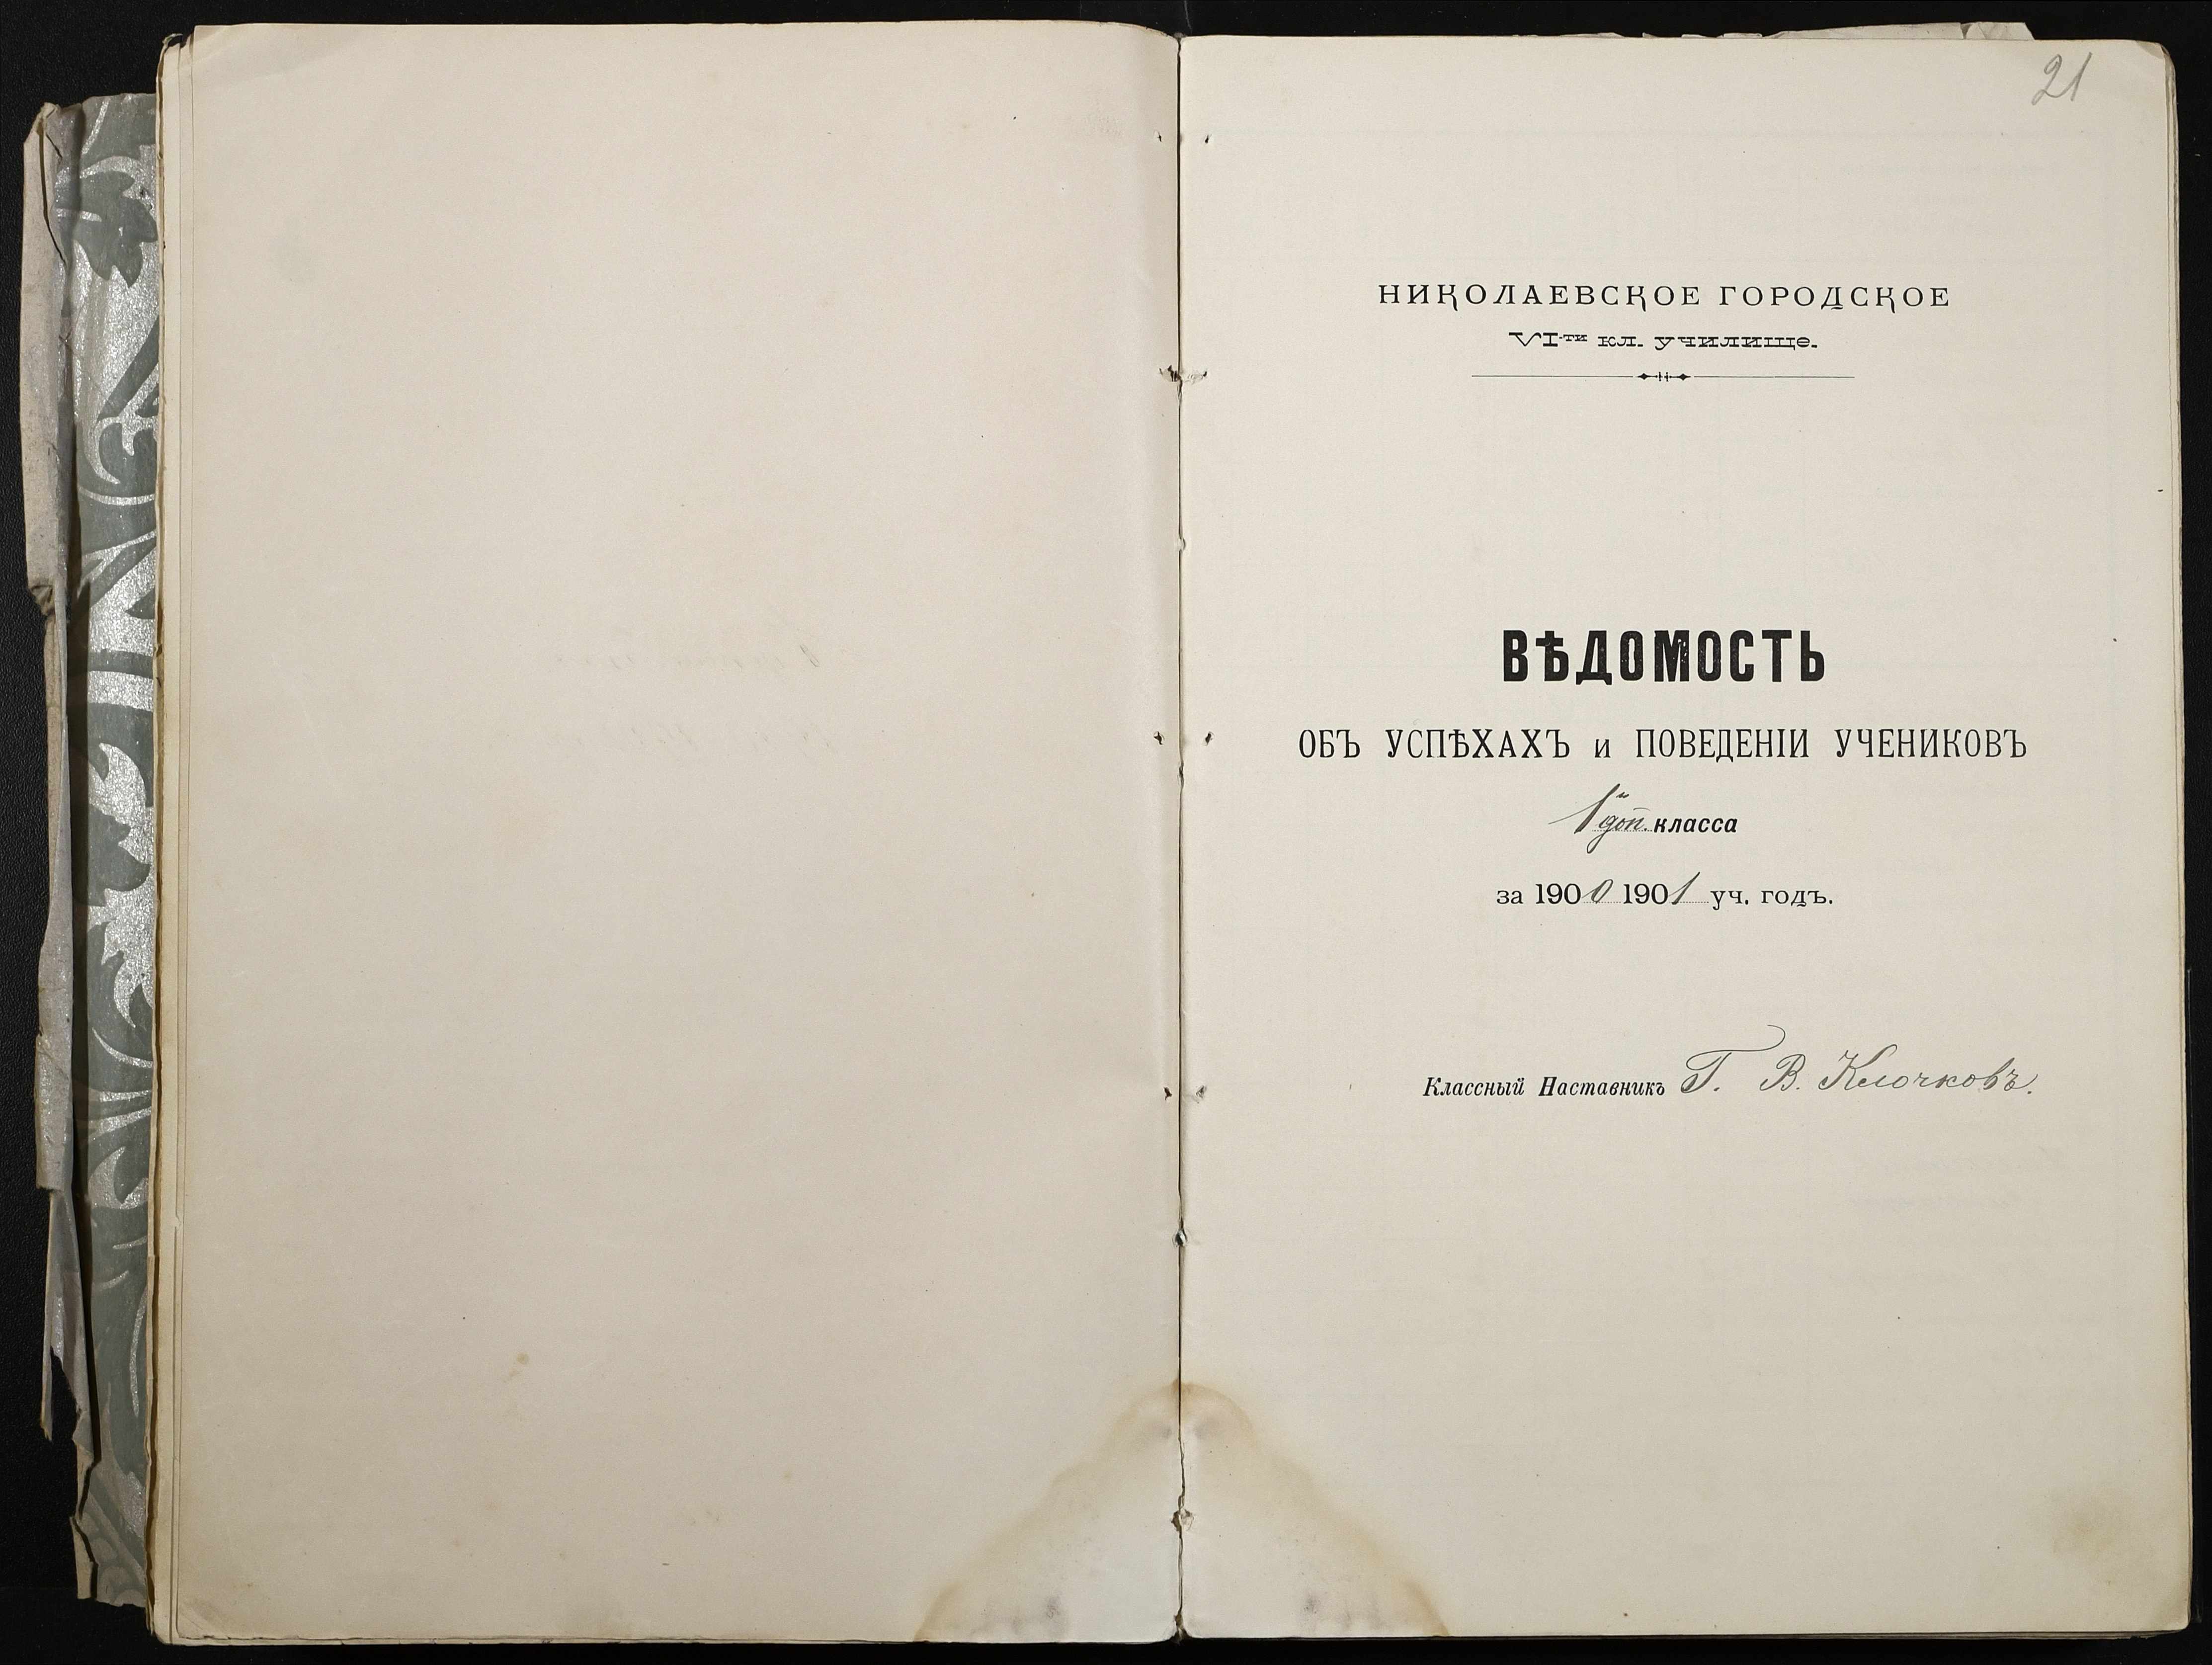 21
НИКОЛАЕВСКОЕ ГОРОДСКОЕ
VI-ти кл. училище.
ВѢДОМОСТЬ
ОБЪ УСПѢХАХЪ и ПОВЕДЕНІИ УЧЕНИКОВЪ
1й доп. класса
за 1900 1901 уч. годъ.
Классный Наставникъ Г. В. Клочковъ.